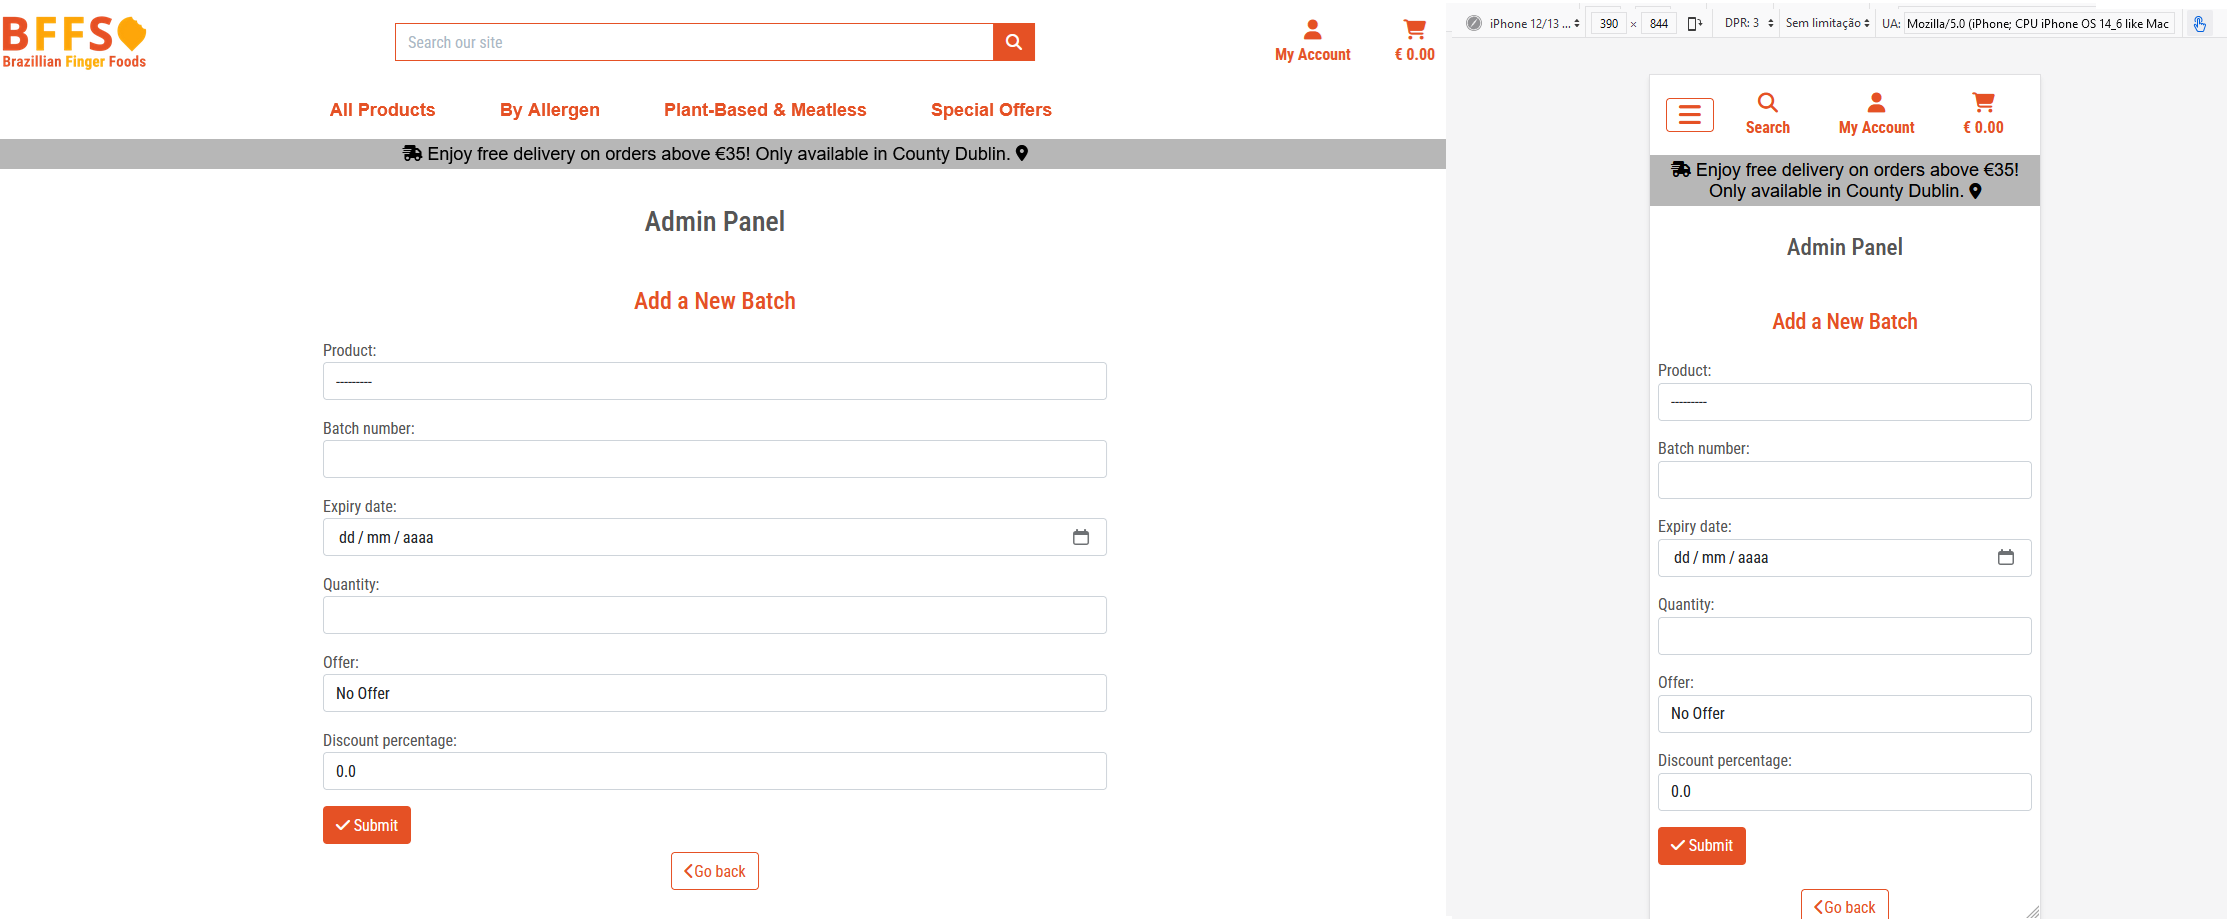 BFFS
Brazillian Finger Foods
Search our site
My Account
€ 0.00
All Products
By Allergen
Plant-Based & Meatless
Special Offers
Enjoy free delivery on orders above €35! Only available in County Dublin.
Admin Panel
Add a New Batch
Product:
---------
Batch number:
Expiry date:
dd / mm / aaaa
Quantity:
Offer:
No Offer
Discount percentage:
0.0
Submit
Go back
iPhone 12/13 ...
390 × 844
DPR: 3
Sem limitação
UA: Mozilla/5.0 (iPhone; CPU iPhone OS 14_6 like Mac
Search
My Account
€ 0.00
Enjoy free delivery on orders above €35!
Only available in County Dublin.
Admin Panel
Add a New Batch
Product:
---------
Batch number:
Expiry date:
dd / mm / aaaa
Quantity:
Offer:
No Offer
Discount percentage:
0.0
Submit
Go back